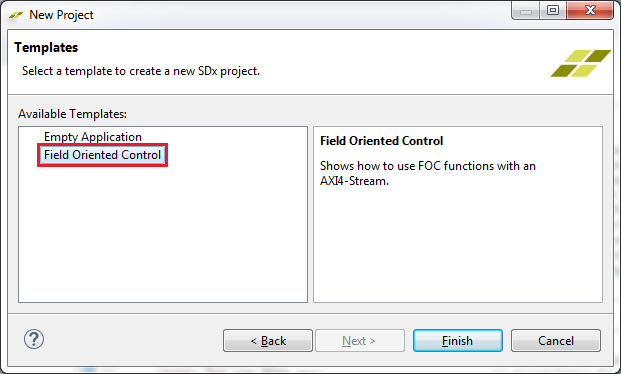 New Project
Templates
Select a template to create a new SDx project.
Available Templates:
Empty Application
Field Oriented Control
Field Oriented Control
Shows how to use FOC functions with an
AXI4-Stream.
?
< Back
Next >
Finish
Cancel